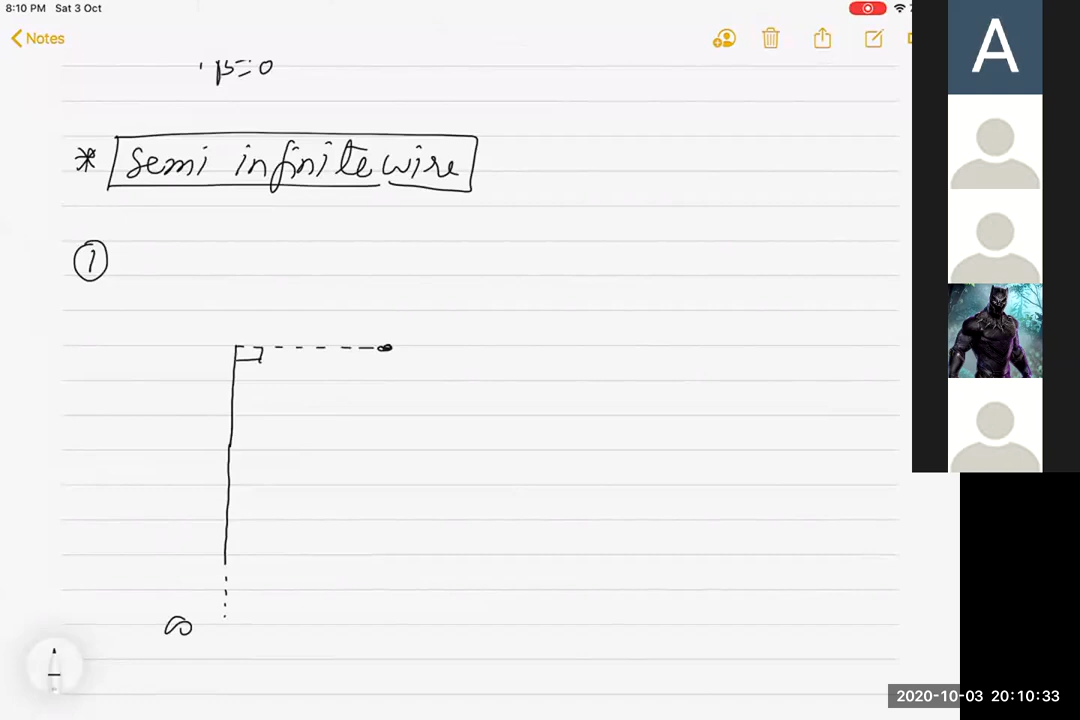 8:10 PM Sat 3 Oct
Notes
A
β = 0
* semi infinite wire
1
∞
2020-10-03 20:10:33